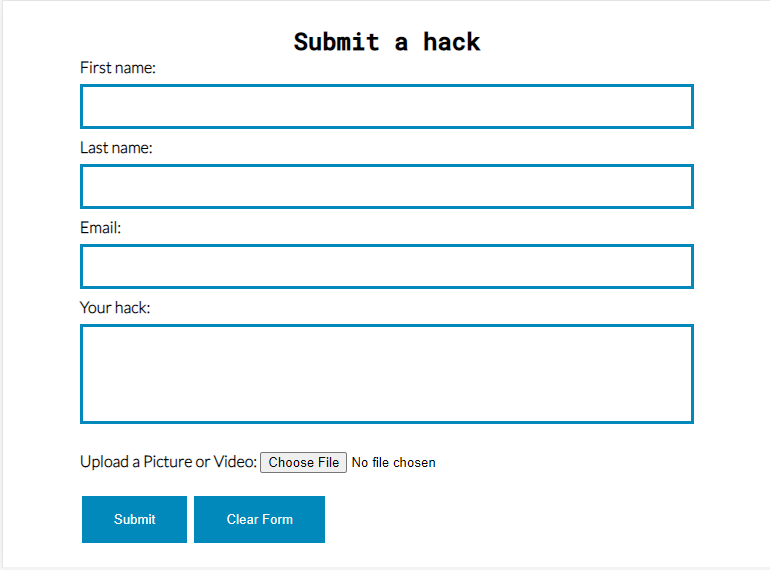 Submit a hack
First name:
Last name:
Email:
Your hack:
Upload a Picture or Video: Choose File No file chosen
Submit Clear Form